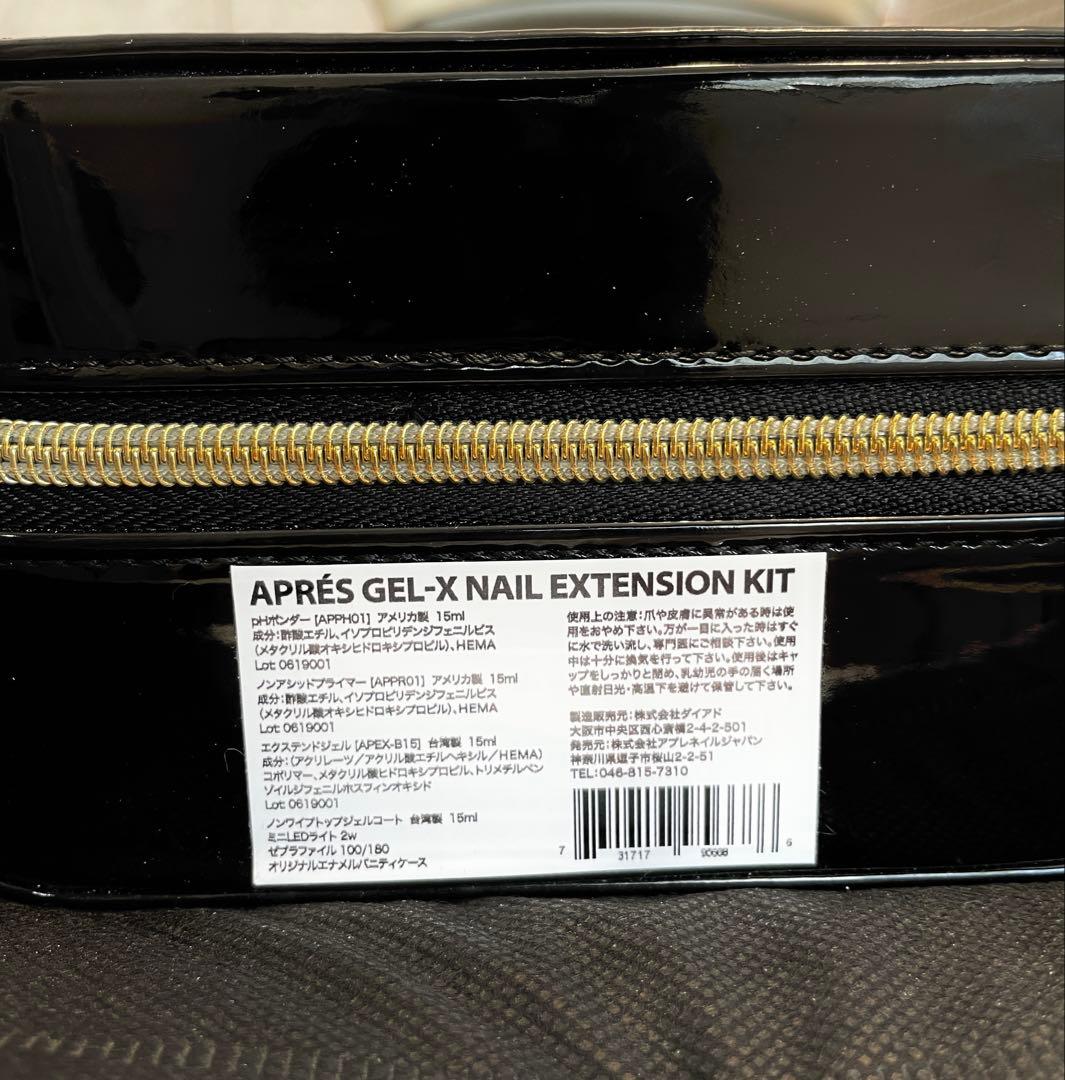 APRÉS GEL-X NAIL EXTENSION KIT
pHボンダー [APPH01] アメリカ製 15ml
成分:酢酸エチル、イソプロピリデンジフェニルビス
(メタクリル酸オキシヒドロキシプロピル)、HEMA
Lot 0619001
ノンアシッドプライマー [APPR01] アメリカ製 15ml
成分:酢酸エチル、イソプロピリデンジフェニルビス
(メタクリル酸オキシヒドロキシプロピル)、HEMA
Lot 0619001
エクステンドジェル [APEX-B15] 台湾製 15ml
成分:(アクリレーツ/アクリル酸エチルヘキシル/HEMA)
コポリマー、メタクリル酸ヒドロキシプロピル、トリメチルベン
ゾイルジフェニルホスフィンオキシド
Lot 0619001
ノンワイプトップジェルコート 台湾製 15ml
ミニLEDライト 2w
ゼブラファイル 100/180
オリジナルエナメルバニティケース
使用上の注意:爪や皮膚に異常がある時は使
用をおやめ下さい。万が一目に入った時はすぐ
に水で洗い流し、専門医にご相談下さい。使用
中は十分に換気を行って下さい。使用後はキャ
ップをしっかりと閉め、乳幼児の手の届く場所
や直射日光・高温下を避けて保管して下さい。
製造販売元:株式会社ダイアド
大阪市中央区西心斎橋2-4-2-501
発売元:株式会社アプレネイルジャパン
神奈川県逗子市桜山2-2-51
TEL:046-815-7310
7 31717 90668 6